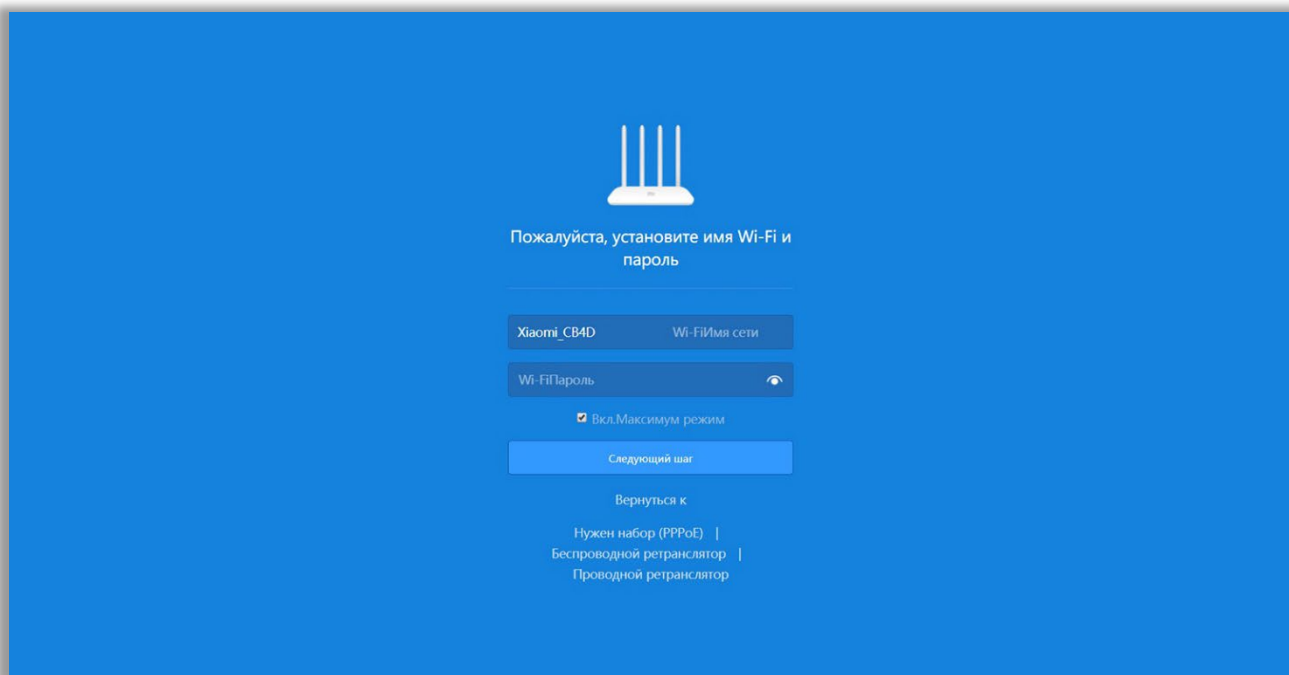 Пожалуйста, установите имя Wi-Fi и
пароль
Xiaomi_CB4D Wi-FiИмя сети
Wi-FiПароль
Вкл.Максимум режим
Следующий шаг
Вернуться к
Нужен набор (PPPoE) |
Беспроводной ретранслятор |
Проводной ретранслятор